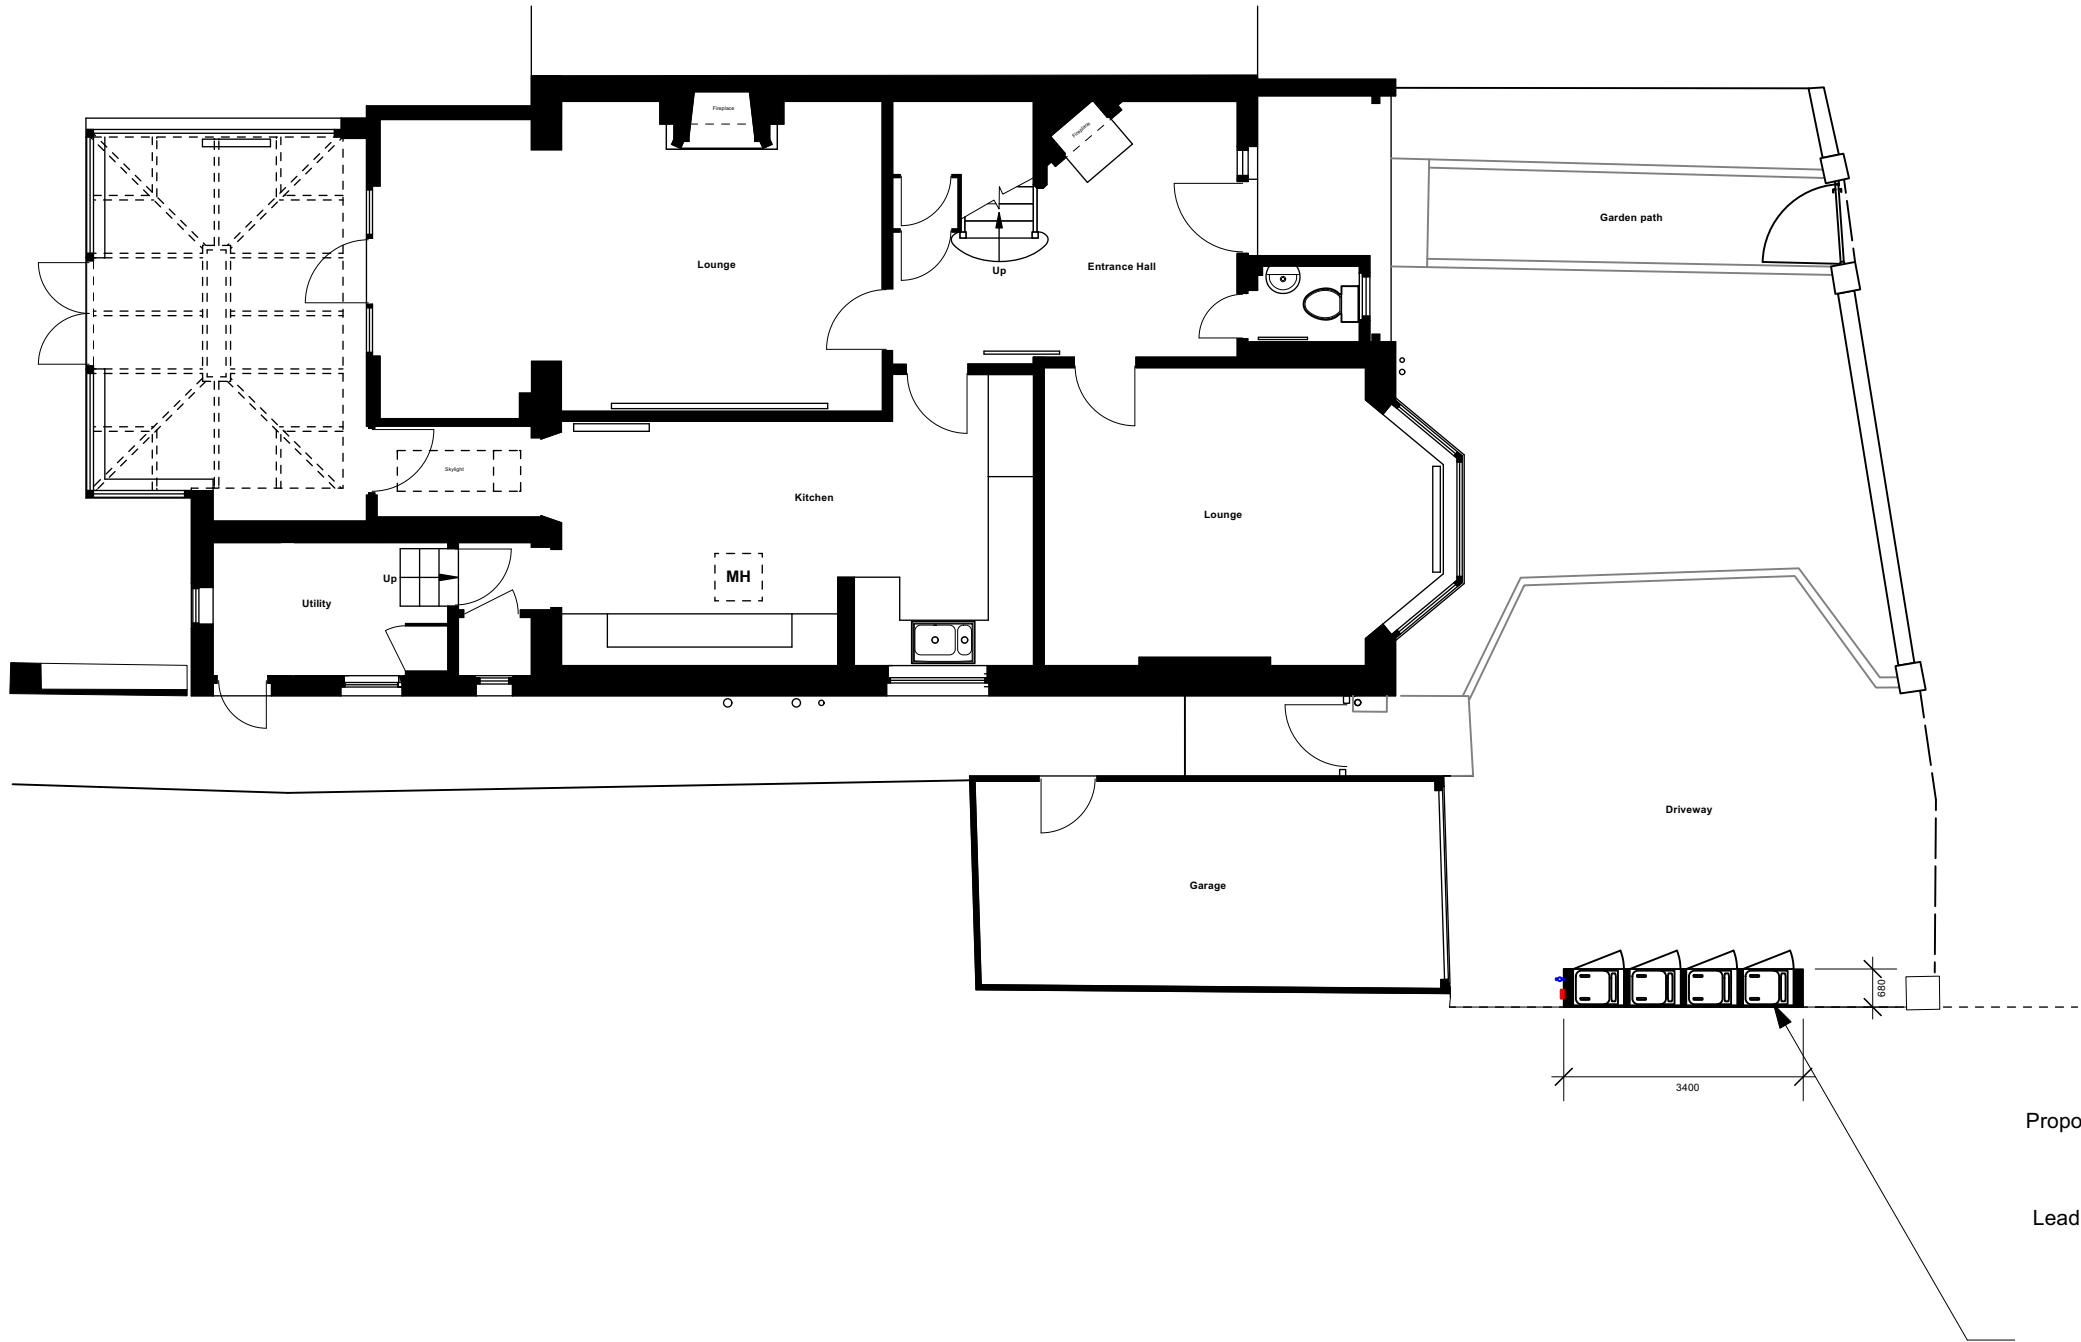 Fireplace
Fireplace
Garden path
Lounge
Entrance Hall
Up
Skylight
Kitchen
Lounge
MH
Up
Utility
Driveway
Garage
680
3400
Propo
Lead